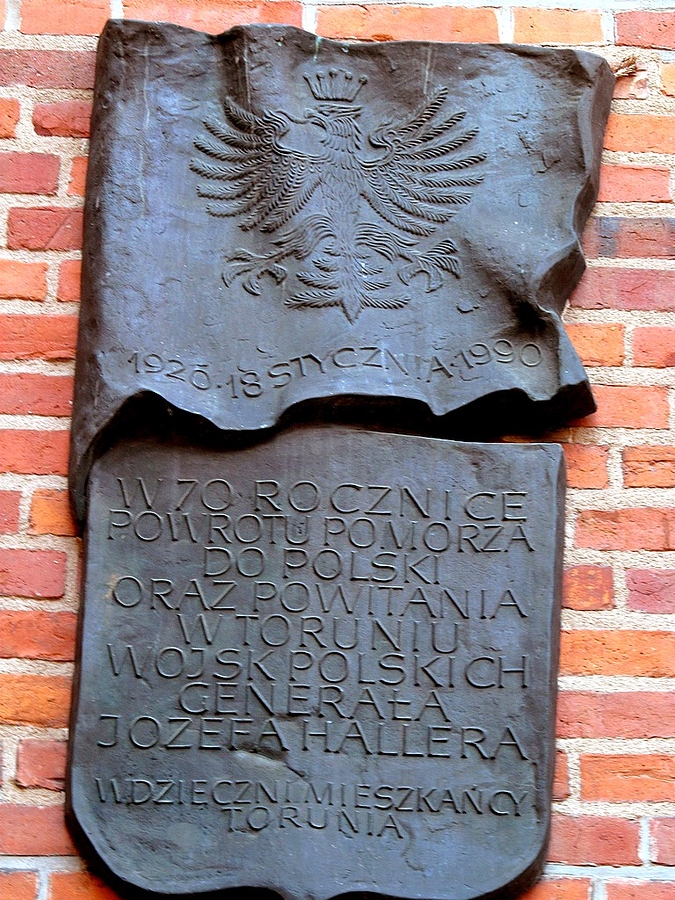 1920·18 STYCZNIA·1990
W 70 ROCZNICĘ
POWROTU POMORZA
DO POLSKI
ORAZ POWITANIA
W TORUNIU
WOJSK POLSKICH
GENERAŁA
JÓZEFA HALLERA
WDZIĘCZNI MIESZKAŃCY
TORUNIA